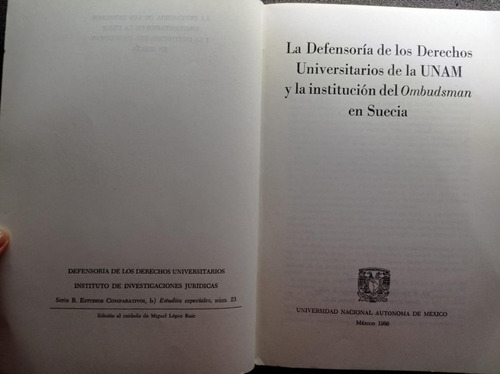 DEFENSORIA DE LOS DERECHOS UNIVERSITARIOS
INSTITUTO DE INVESTIGACIONES JURIDICAS
Serie B. ESTUDIOS COMPARATIVOS, b) Estudios especiales, núm. 23
Edición al cuidado de Miguel López Ruiz
La Defensoría de los Derechos
Universitarios de la UNAM
y la institución del Ombudsman
en Suecia
UNIVERSIDAD NACIONAL AUTONOMA DE MEXICO
México 1986